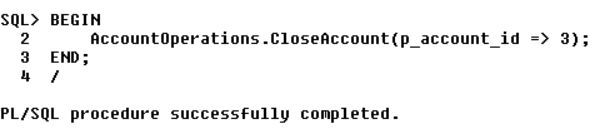 SQL> BEGIN
  2      AccountOperations.CloseAccount(p_account_id => 3);
  3  END;
  4  /
PL/SQL procedure successfully completed.